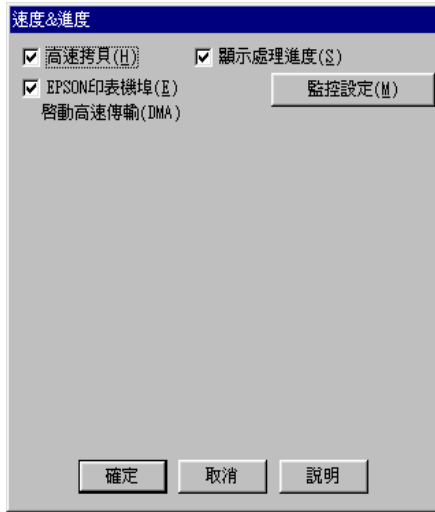 速度&進度
高速拷貝(H) 顯示處理進度(S)
EPSON印表機埠(E) 監控設定(M)
啓動高速傳輸(DMA)
確定 取消 說明